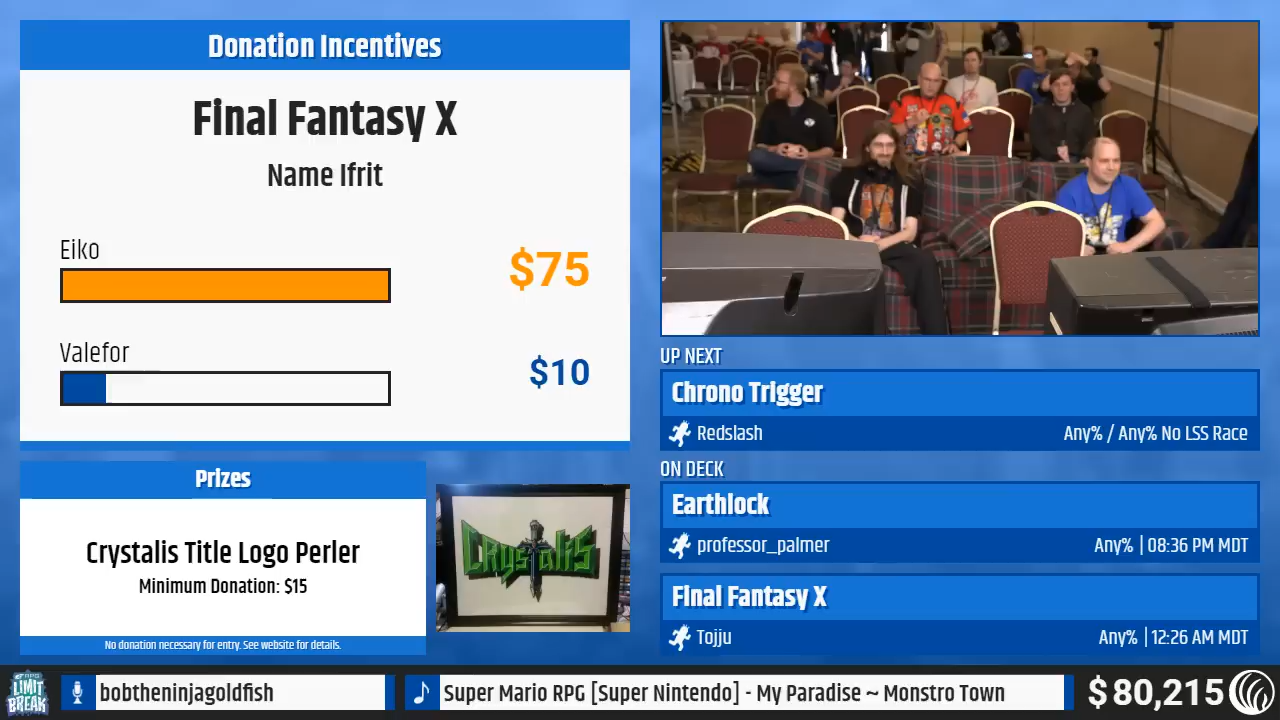 Donation Incentives
Final Fantasy X
Name Ifrit
Eiko
$75
Valefor
$10
Prizes
Crystalis Title Logo Perler
Minimum Donation: $15
No donation necessary for entry. See website for details.
CRYSTALIS
UP NEXT
Chrono Trigger
Redslash
Any% / Any% No LSS Race
ON DECK
Earthlock
professor_palmer
Any% | 08:36 PM MDT
Final Fantasy X
Tojju
Any% | 12:26 AM MDT
RPG
LIMIT
BREAK
bobtheninjagoldfish
Super Mario RPG [Super Nintendo] - My Paradise ~ Monstro Town
$80,215